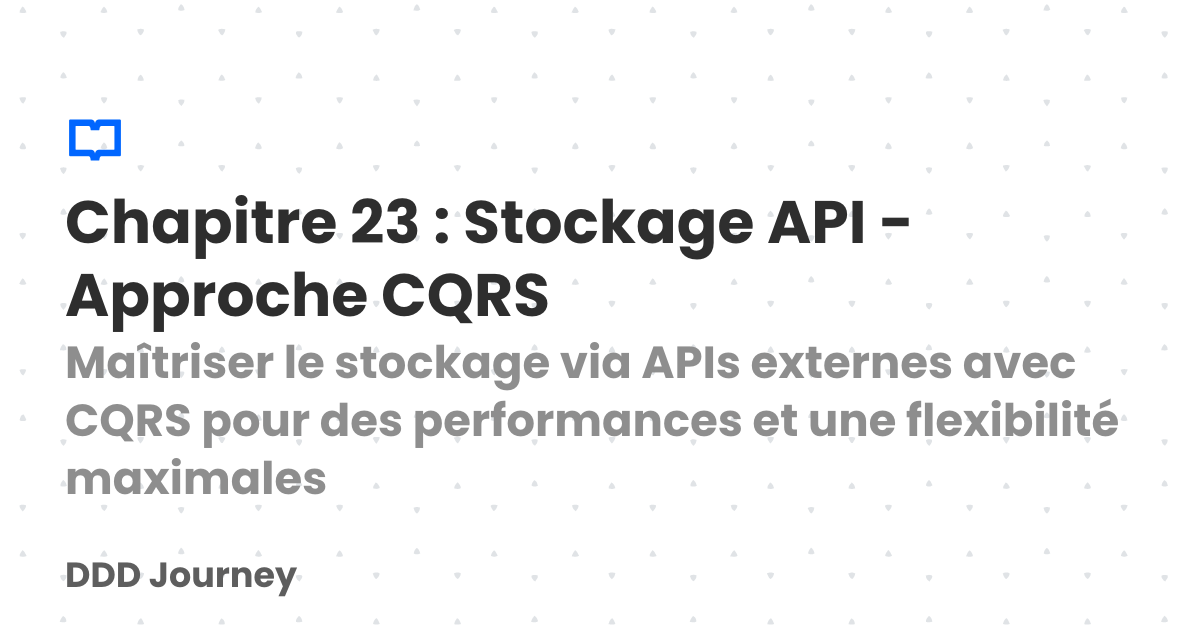 Chapitre 23 : Stockage API -
Approche CQRS
Maîtriser le stockage via APIs externes avec
CQRS pour des performances et une flexibilité
maximales
DDD Journey